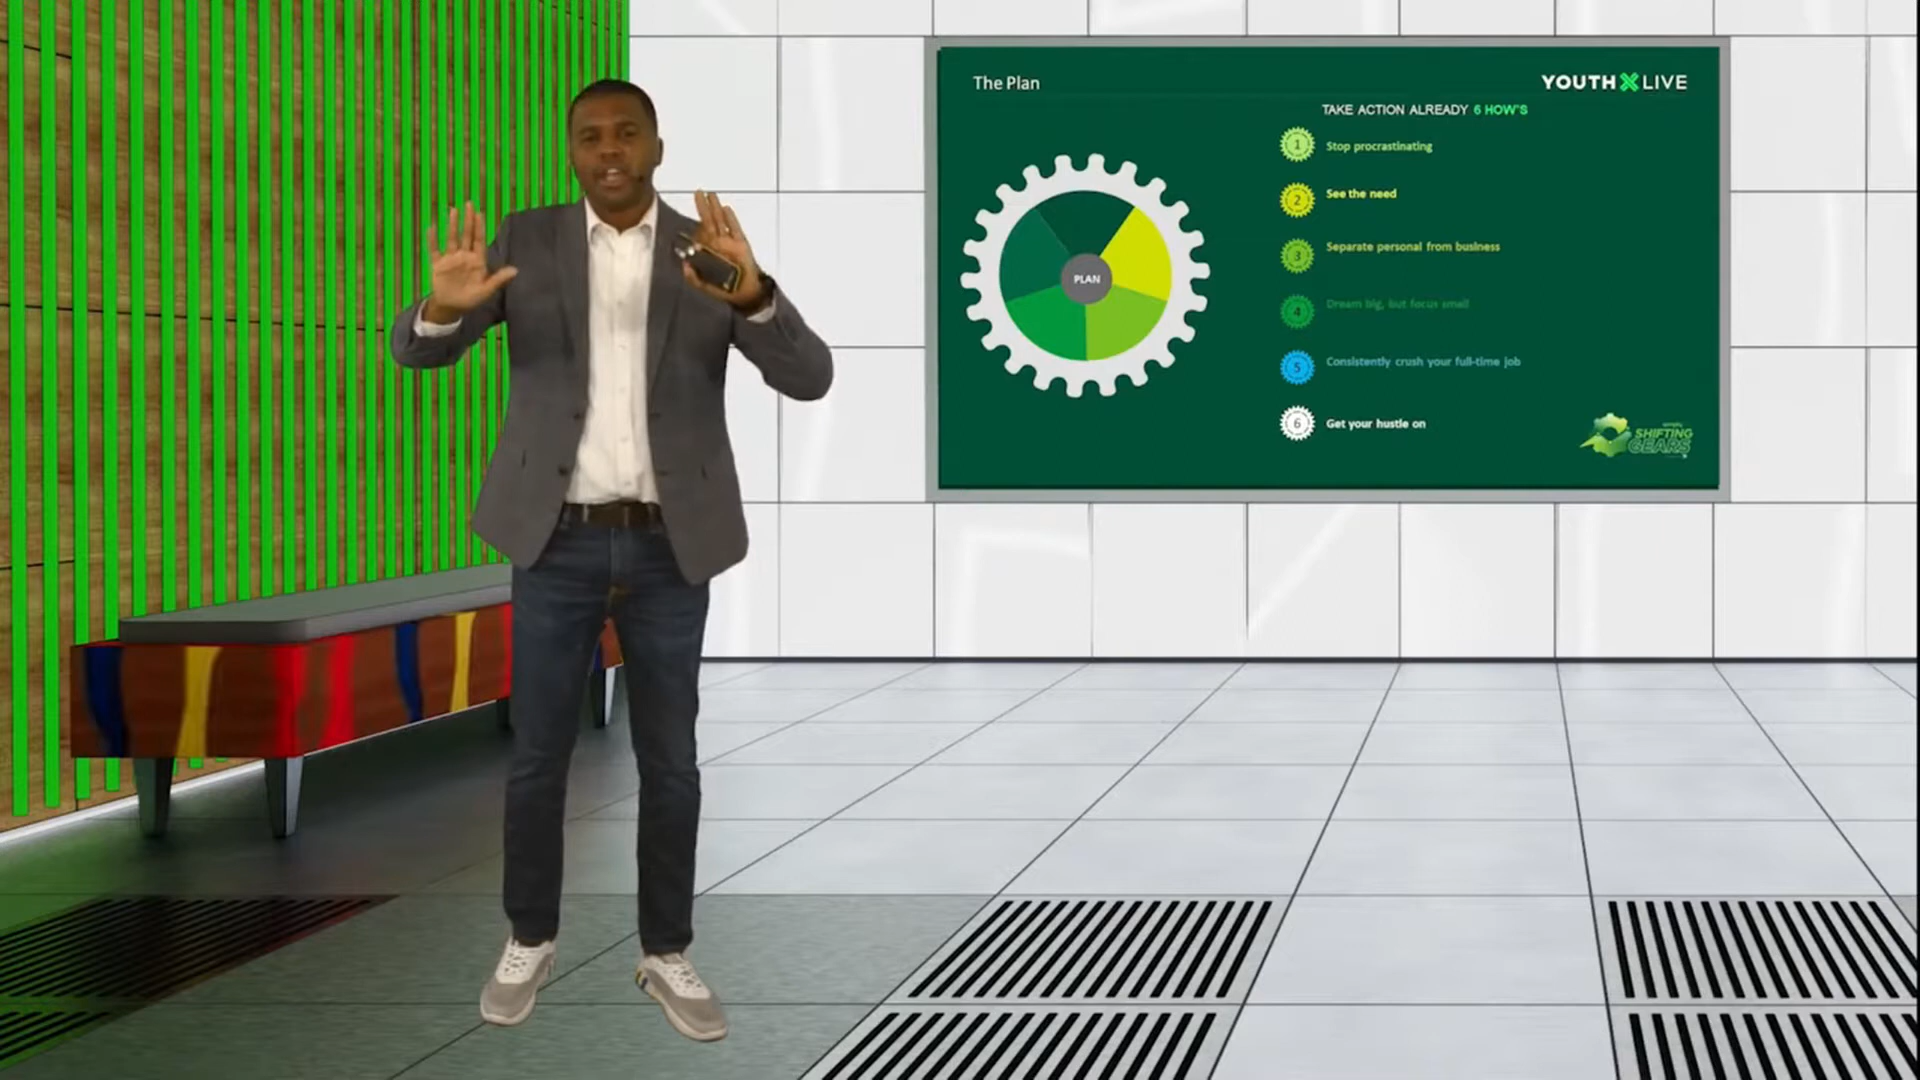 The Plan
YOUTH X LIVE
TAKE ACTION ALREADY 6 HOW'S
1 Stop procrastinating
2 See the need
3 Separate personal from business
4 Dream big, but focus small
5 Consistently crush your full-time job
6 Get your hustle on
PLAN
SHIFTING
GEARS